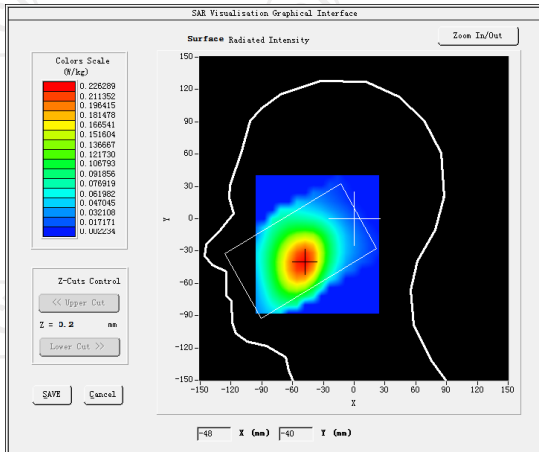 SAR Visualisation Graphical Interface
Surface Radiated Intensity
Zoom In/Out
Colors Scale
(W/kg)
0.226289
0.211352
0.196415
0.181478
0.166541
0.151604
0.136667
0.121730
0.106793
0.091856
0.076919
0.061982
0.047045
0.032108
0.017171
0.002234
150
120
90
60
30
0
-30
-60
-90
-120
-150
Y
-150 -120 -90 -60 -30 0 30 60 90 120 150
X
Z-Cuts Control
<< Upper Cut
Z = 0.2 mm
Lower Cut >>
SAVE Cancel
-48 X (mm) -40 Y (mm)